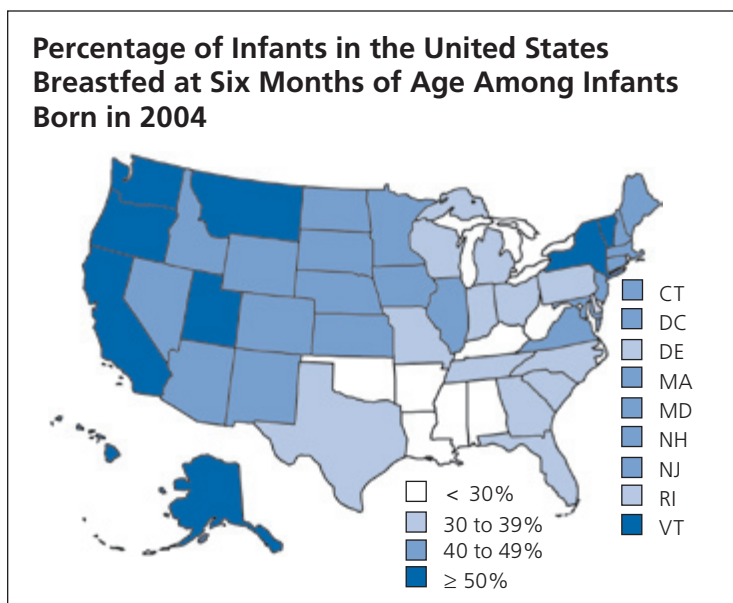 Percentage of Infants in the United States
Breastfed at Six Months of Age Among Infants
Born in 2004
CT
DC
DE
MA
MD
NH
NJ
RI
VT
< 30%
30 to 39%
40 to 49%
≥ 50%